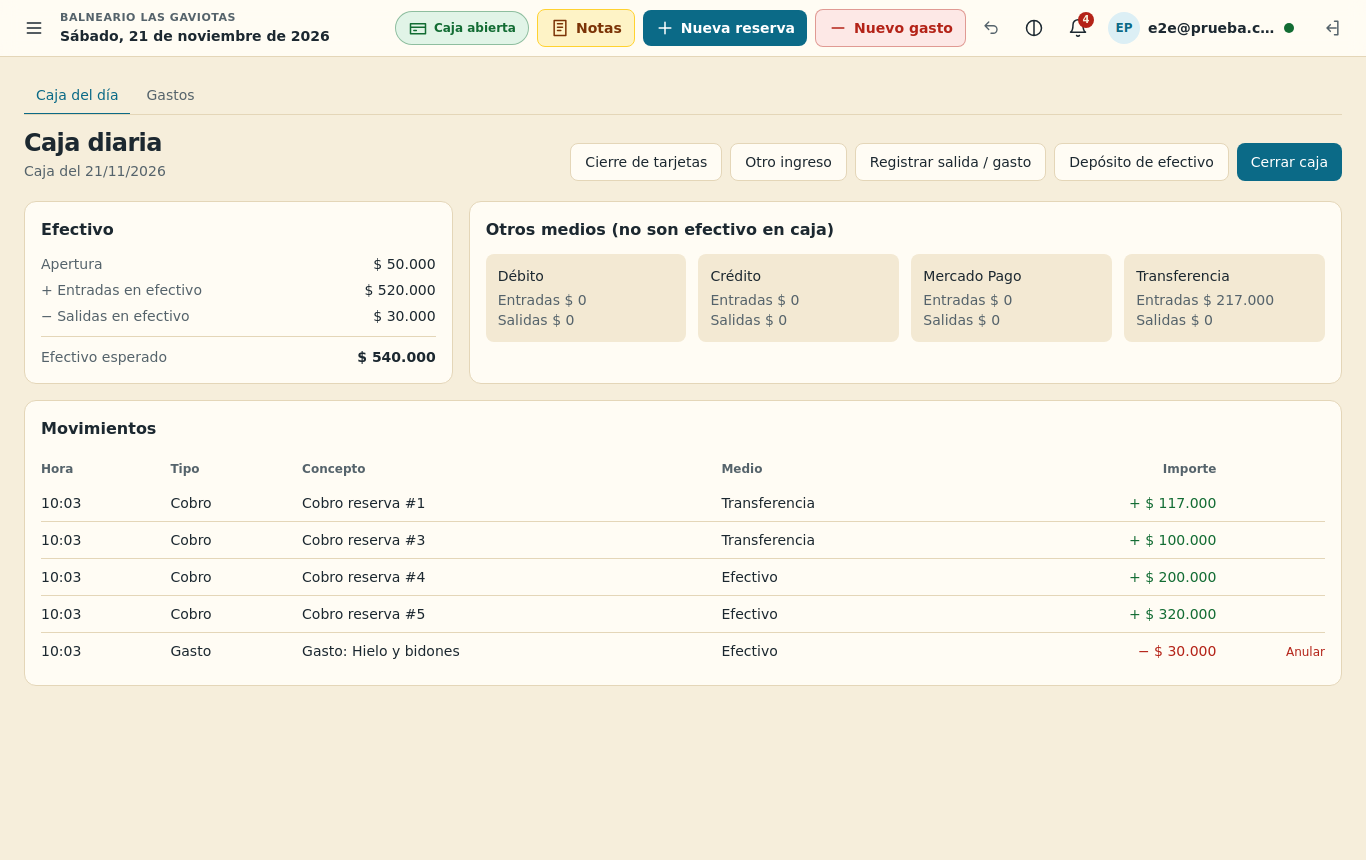 BALNEARIO LAS GAVIOTAS
Sábado, 21 de noviembre de 2026
Caja abierta
Notas
Nueva reserva
Nuevo gasto
4
EP
e2e@prueba.c...
Caja del día
Gastos
Caja diaria
Caja del 21/11/2026
Cierre de tarjetas
Otro ingreso
Registrar salida / gasto
Depósito de efectivo
Cerrar caja
Efectivo
Apertura $ 50.000
+ Entradas en efectivo $ 520.000
− Salidas en efectivo $ 30.000
Efectivo esperado $ 540.000
Otros medios (no son efectivo en caja)
Débito
Entradas $ 0
Salidas $ 0
Crédito
Entradas $ 0
Salidas $ 0
Mercado Pago
Entradas $ 0
Salidas $ 0
Transferencia
Entradas $ 217.000
Salidas $ 0
Movimientos
Hora Tipo Concepto Medio Importe
10:03 Cobro Cobro reserva #1 Transferencia + $ 117.000
10:03 Cobro Cobro reserva #3 Transferencia + $ 100.000
10:03 Cobro Cobro reserva #4 Efectivo + $ 200.000
10:03 Cobro Cobro reserva #5 Efectivo + $ 320.000
10:03 Gasto Gasto: Hielo y bidones Efectivo − $ 30.000 Anular